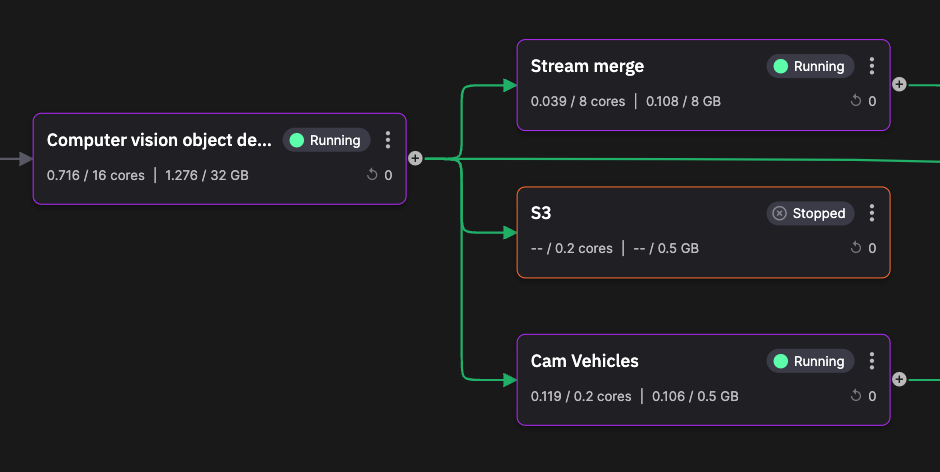 Computer vision object de... Running
0.716 / 16 cores | 1.276 / 32 GB 0
Stream merge Running
0.039 / 8 cores | 0.108 / 8 GB 0
S3 Stopped
-- / 0.2 cores | -- / 0.5 GB 0
Cam Vehicles Running
0.119 / 0.2 cores | 0.106 / 0.5 GB 0